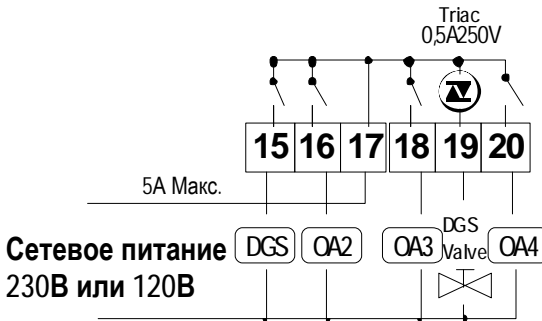 Triac
0,5A250V
15 16 17 18 19 20
5A Макс.
Сетевое питание
230В или 120В
DGS OA2 OA3 DGS Valve OA4